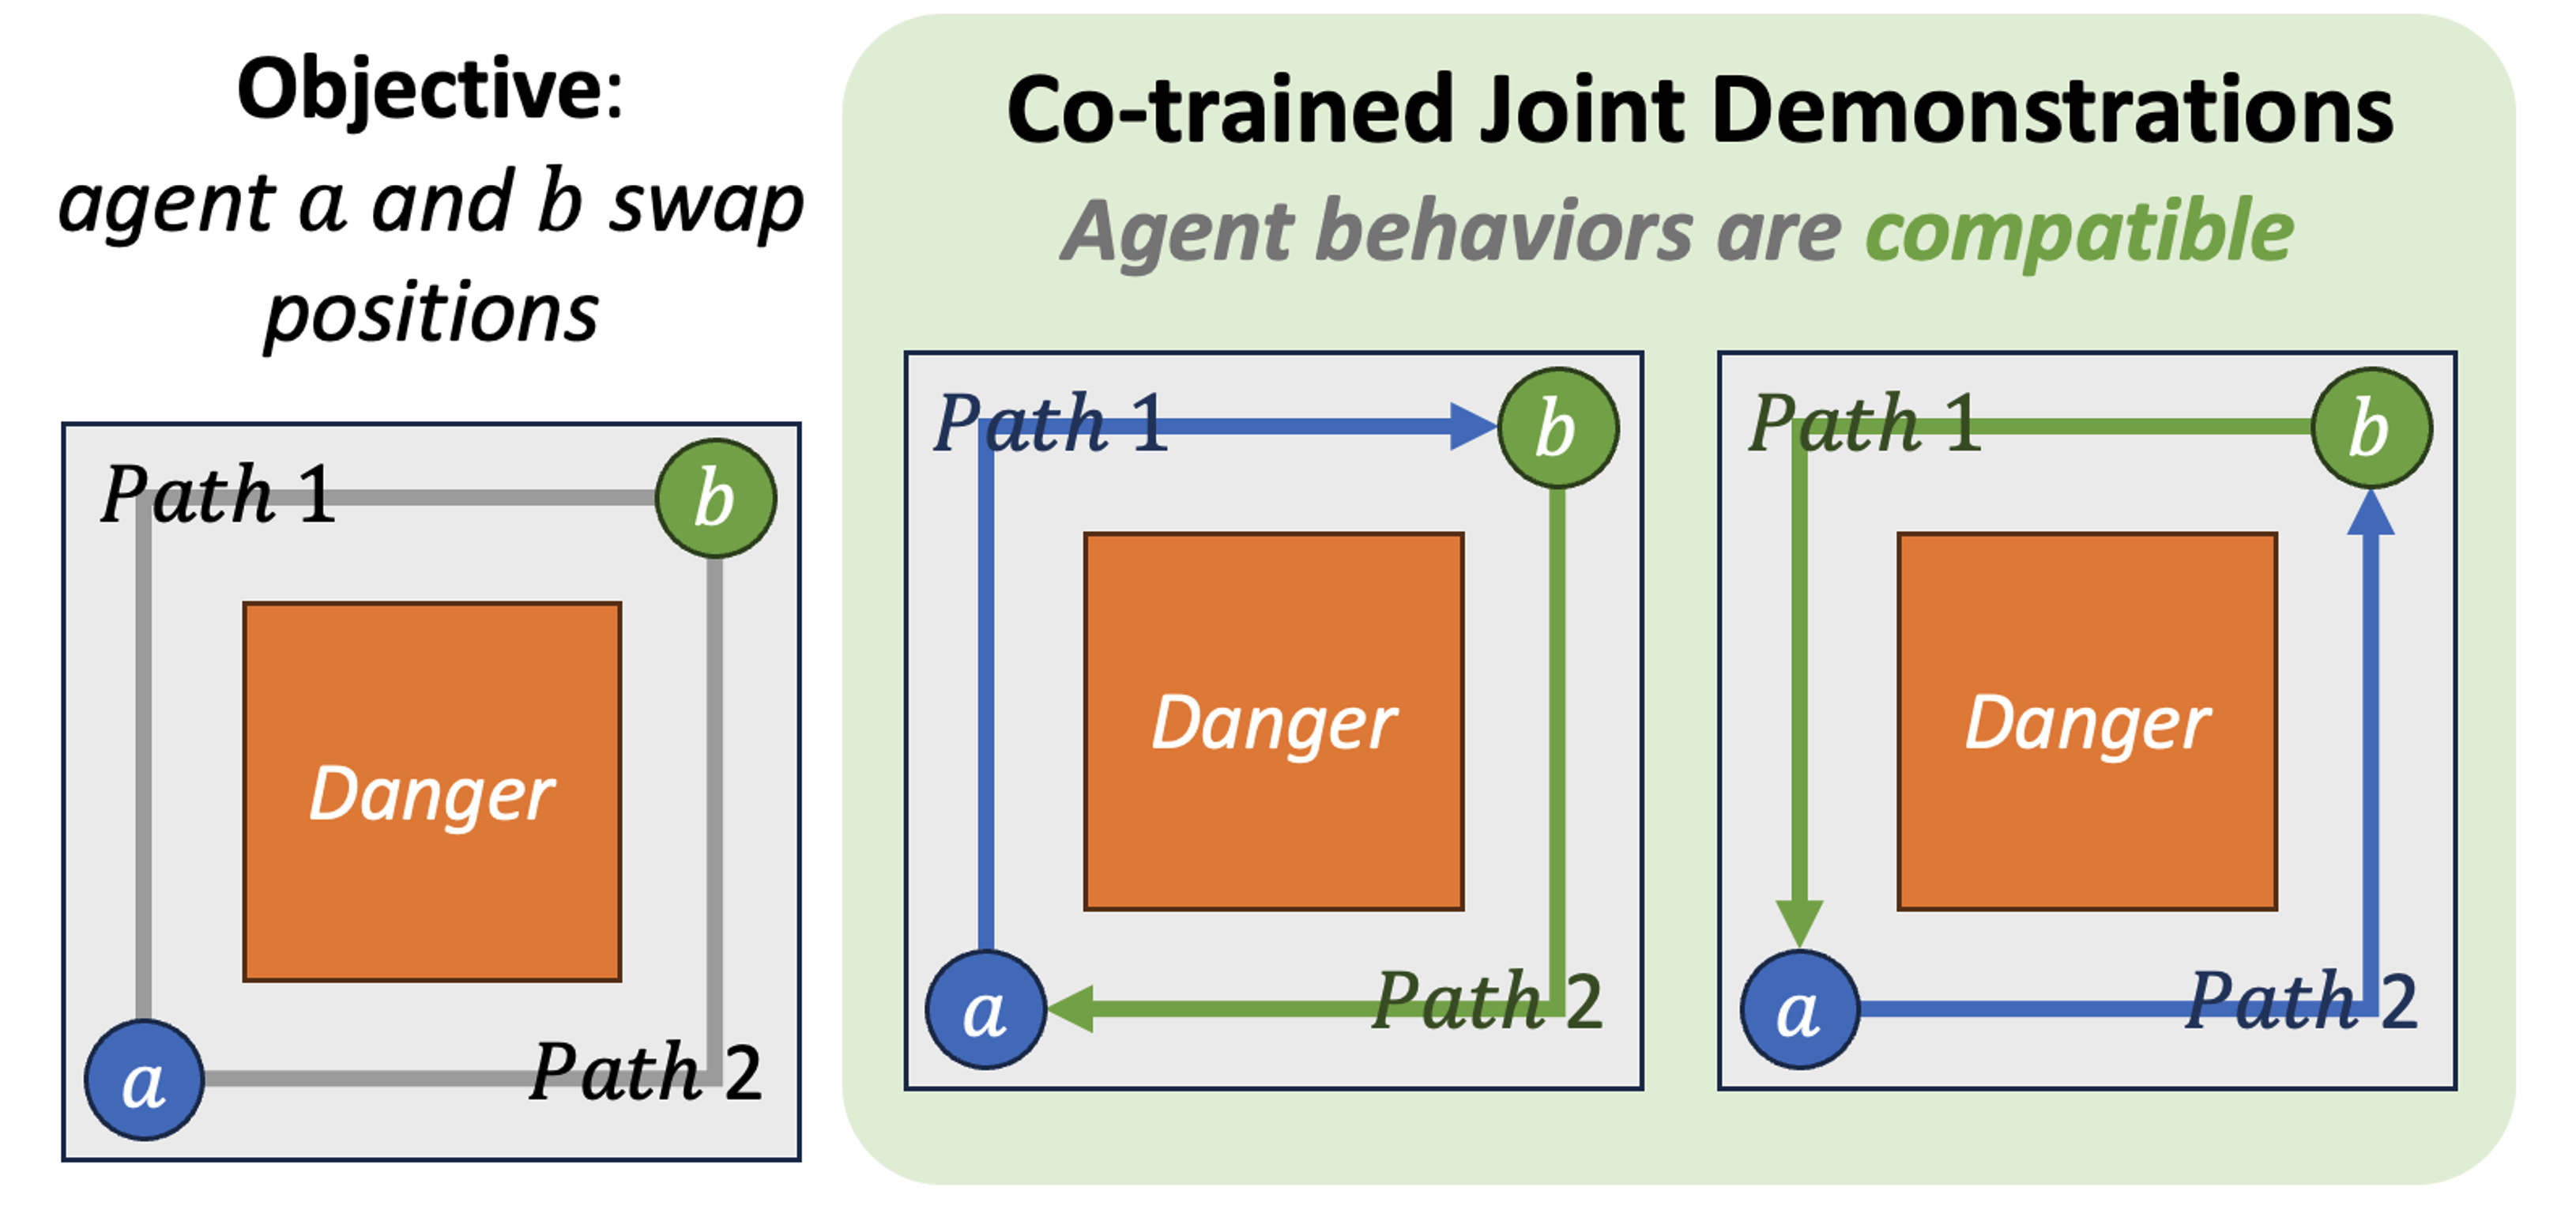 Objective:
agent a and b swap
positions
Path 1
b
Danger
a
Path 2
Co-trained Joint Demonstrations
Agent behaviors are compatible
Path 1
b
Danger
a
Path 2
Path 1
b
Danger
a
Path 2